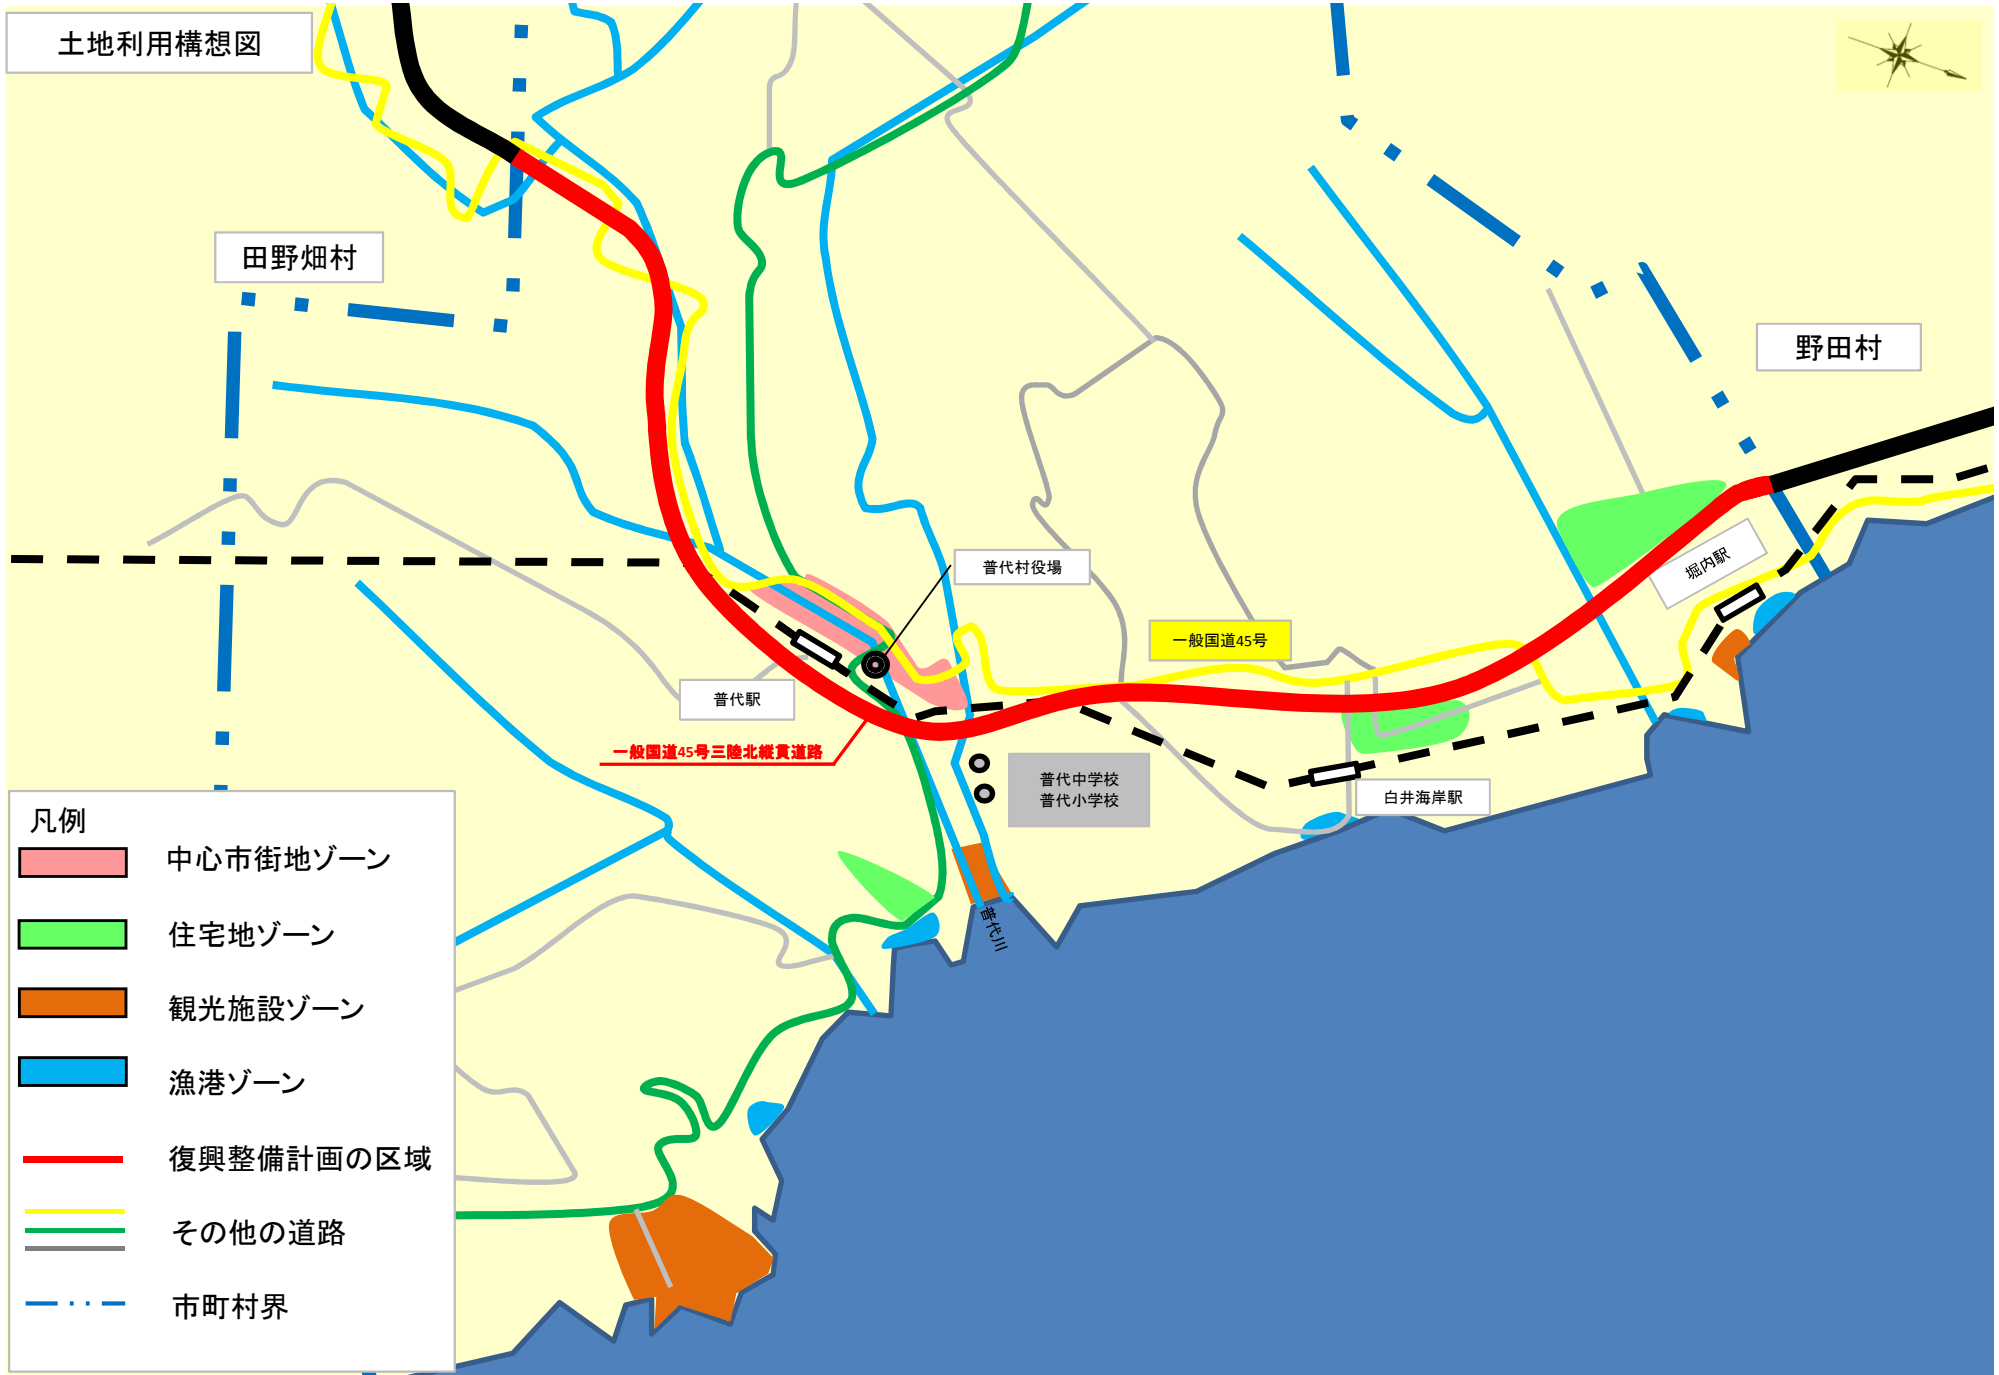 土地利用構想図
田野畑村
野田村
普代村役場
堀内駅
一般国道45号
普代駅
一般国道45号三陸北縦貫道路
普代中学校
普代小学校
白井海岸駅
普代川
凡例
中心市街地ゾーン
住宅地ゾーン
観光施設ゾーン
漁港ゾーン
復興整備計画の区域
その他の道路
市町村界